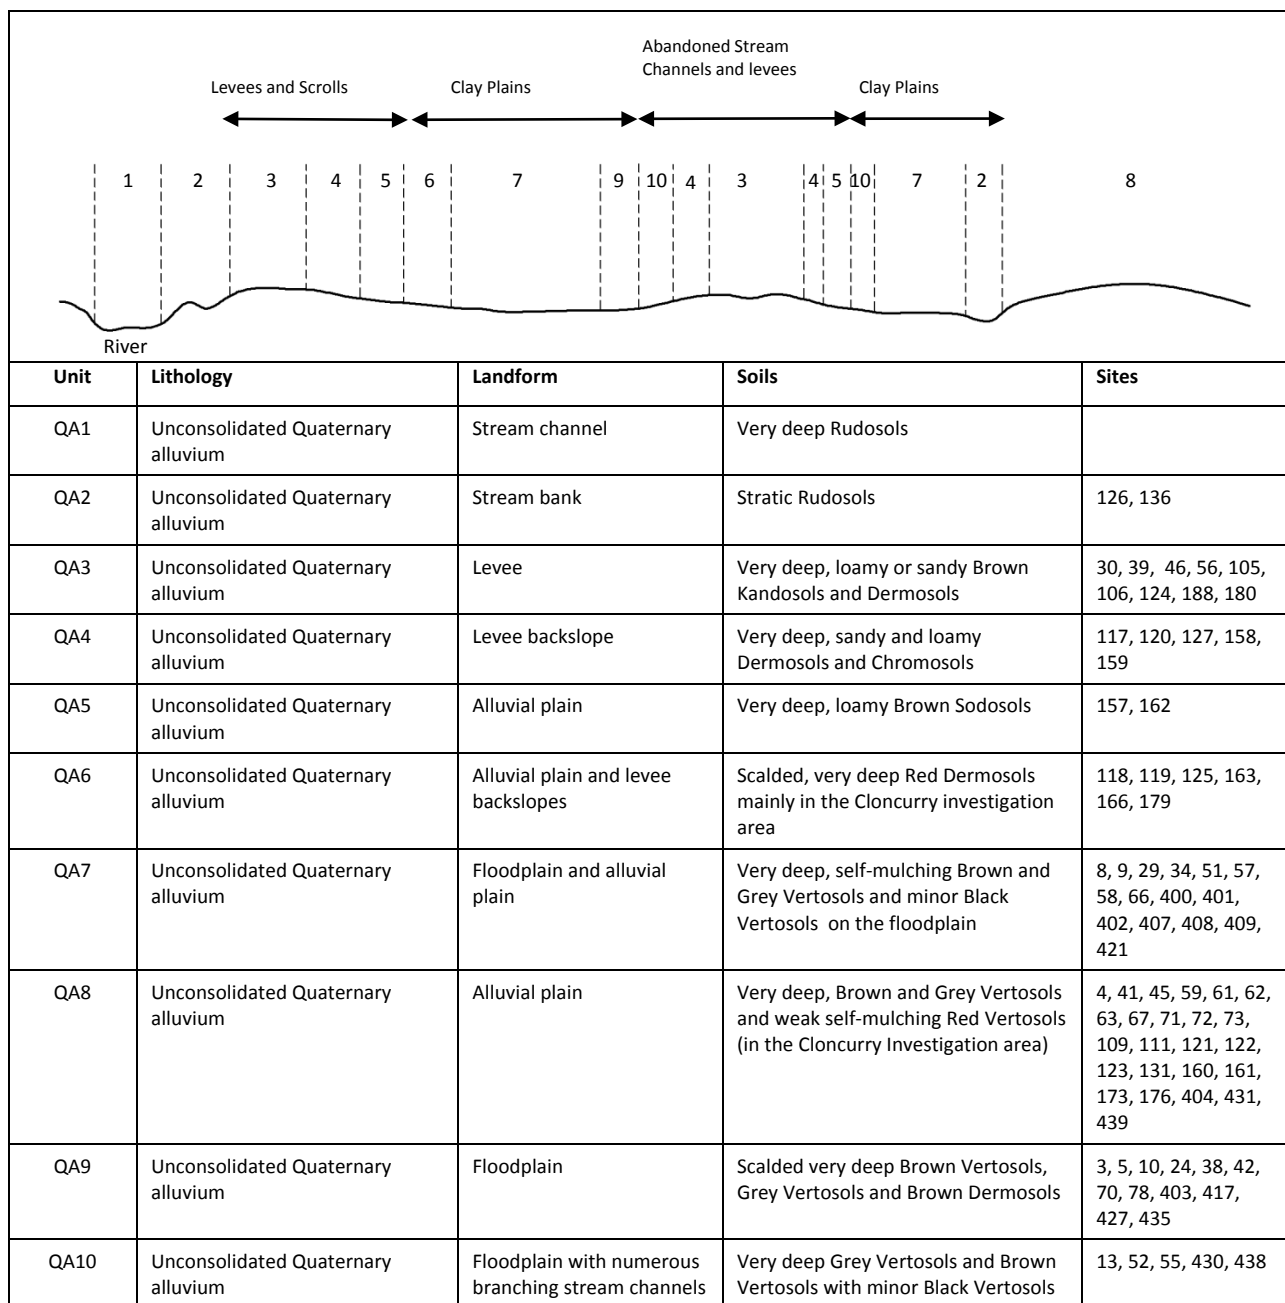 Abandoned Stream
Channels and levees
Levees and Scrolls
Clay Plains
Clay Plains
1 2 3 4 5 6 7 9 10 4 3 4 5 10 7 2 8
River
Unit Lithology Landform Soils Sites
QA1 Unconsolidated Quaternary Stream channel Very deep Rudosols
alluvium
QA2 Unconsolidated Quaternary Stream bank Stratic Rudosols 126, 136
alluvium
QA3 Unconsolidated Quaternary Levee Very deep, loamy or sandy Brown 30, 39, 46, 56, 105,
alluvium Kandosols and Dermosols 106, 124, 188, 180
QA4 Unconsolidated Quaternary Levee backslope Very deep, sandy and loamy 117, 120, 127, 158,
alluvium Dermosols and Chromosols 159
QA5 Unconsolidated Quaternary Alluvial plain Very deep, loamy Brown Sodosols 157, 162
alluvium
QA6 Unconsolidated Quaternary Alluvial plain and levee Scalded, very deep Red Dermosols 118, 119, 125, 163,
alluvium backslopes mainly in the Cloncurry investigation 166, 179
area
QA7 Unconsolidated Quaternary Floodplain and alluvial Very deep, self-mulching Brown and 8, 9, 29, 34, 51, 57,
alluvium plain Grey Vertosols and minor Black 58, 66, 400, 401,
Vertosols on the floodplain 402, 407, 408, 409,
421
QA8 Unconsolidated Quaternary Alluvial plain Very deep, Brown and Grey Vertosols 4, 41, 45, 59, 61, 62,
alluvium and weak self-mulching Red Vertosols 63, 67, 71, 72, 73,
(in the Cloncurry Investigation area) 109, 111, 121, 122,
123, 131, 160, 161,
173, 176, 404, 431,
439
QA9 Unconsolidated Quaternary Floodplain Scalded very deep Brown Vertosols, 3, 5, 10, 24, 38, 42,
alluvium Grey Vertosols and Brown Dermosols 70, 78, 403, 417,
427, 435
QA10 Unconsolidated Quaternary Floodplain with numerous Very deep Grey Vertosols and Brown 13, 52, 55, 430, 438
alluvium branching stream channels Vertosols with minor Black Vertosols